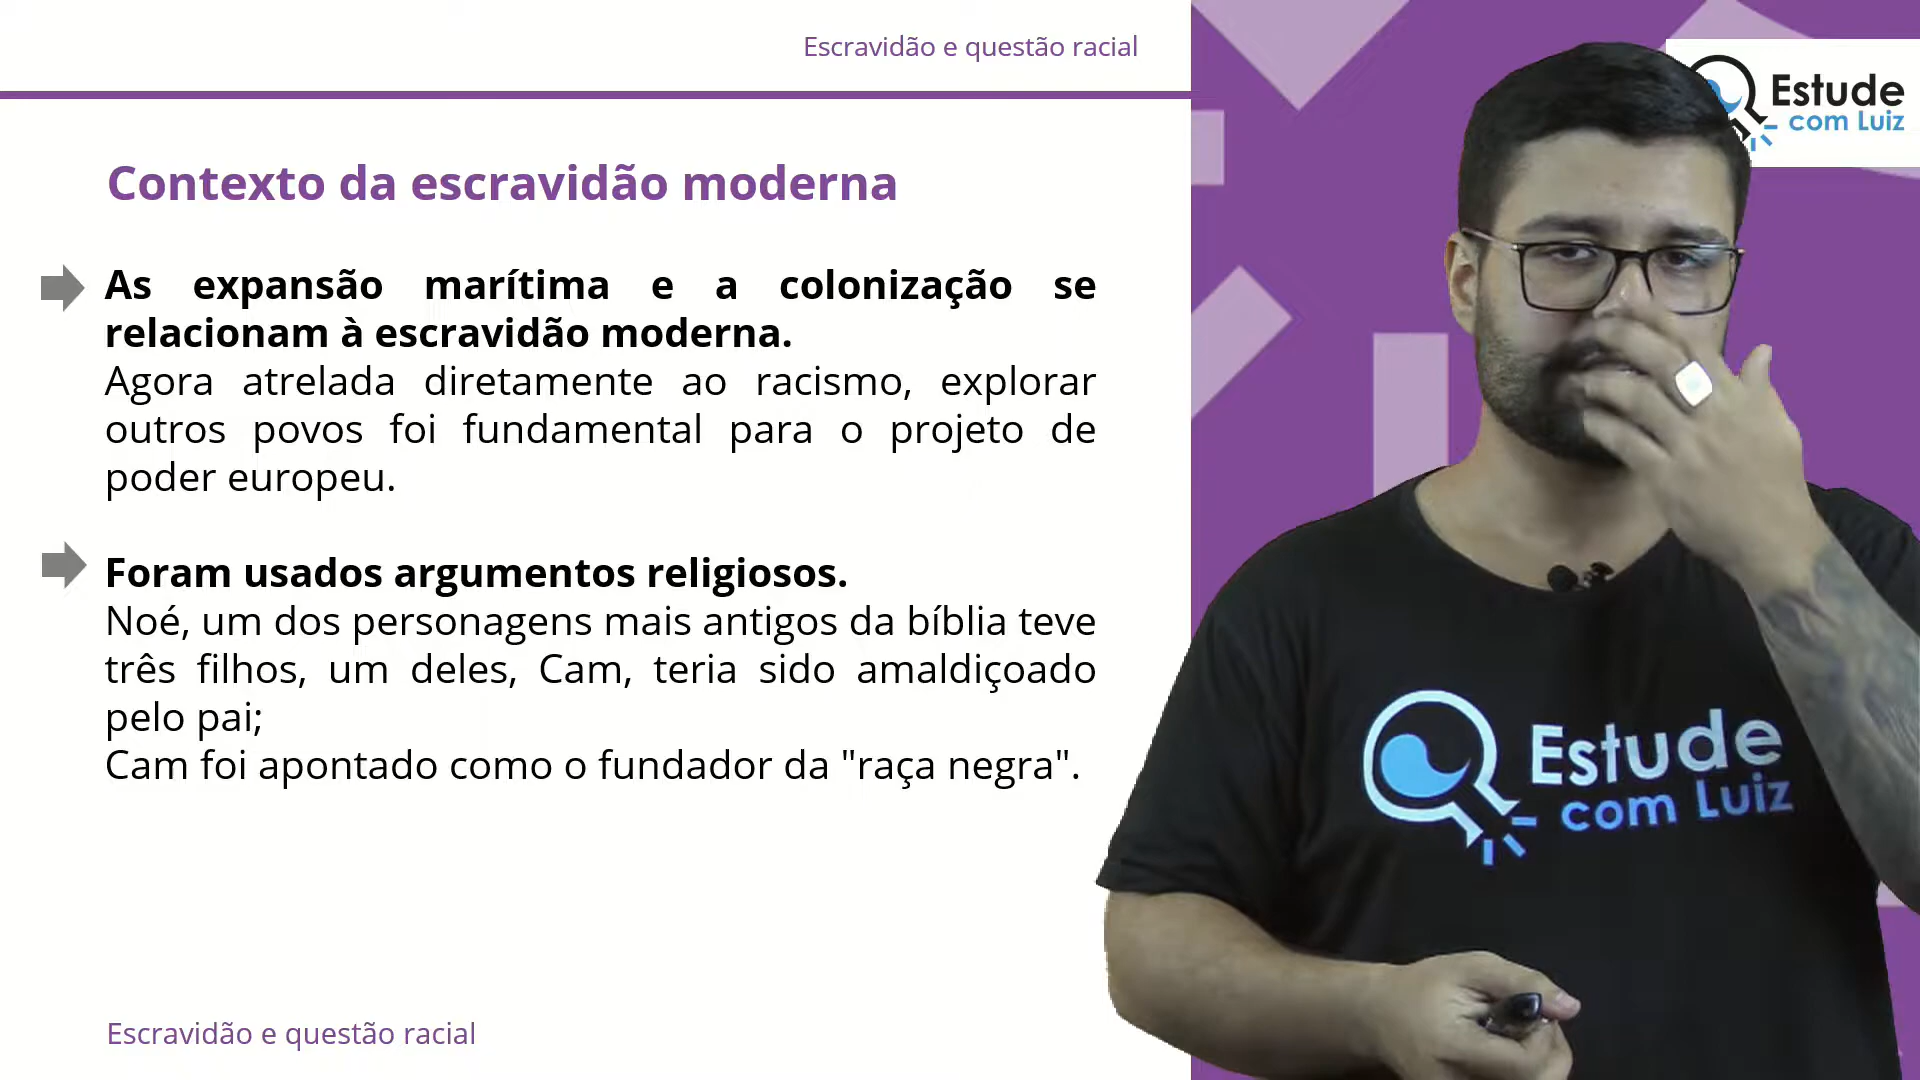 Escravidão e questão racial
Estude
com Luiz
Contexto da escravidão moderna
As expansão marítima e a colonização se
relacionam à escravidão moderna.
Agora atrelada diretamente ao racismo, explorar
outros povos foi fundamental para o projeto de
poder europeu.
Foram usados argumentos religiosos.
Noé, um dos personagens mais antigos da bíblia teve
três filhos, um deles, Cam, teria sido amaldiçoado
pelo pai;
Cam foi apontado como o fundador da "raça negra".
Estude
com Luiz
Escravidão e questão racial